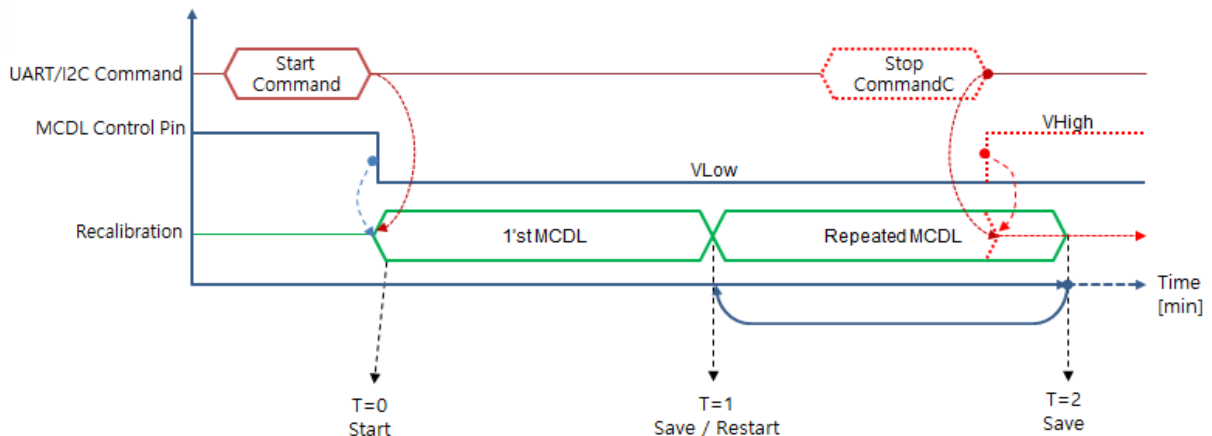 UART/I2C Command
Start
Command
Stop
CommandC
MCDL Control Pin
VHigh
VLow
Recalibration
1'st MCDL
Repeated MCDL
Time
[min]
T=0
Start
T=1
Save / Restart
T=2
Save